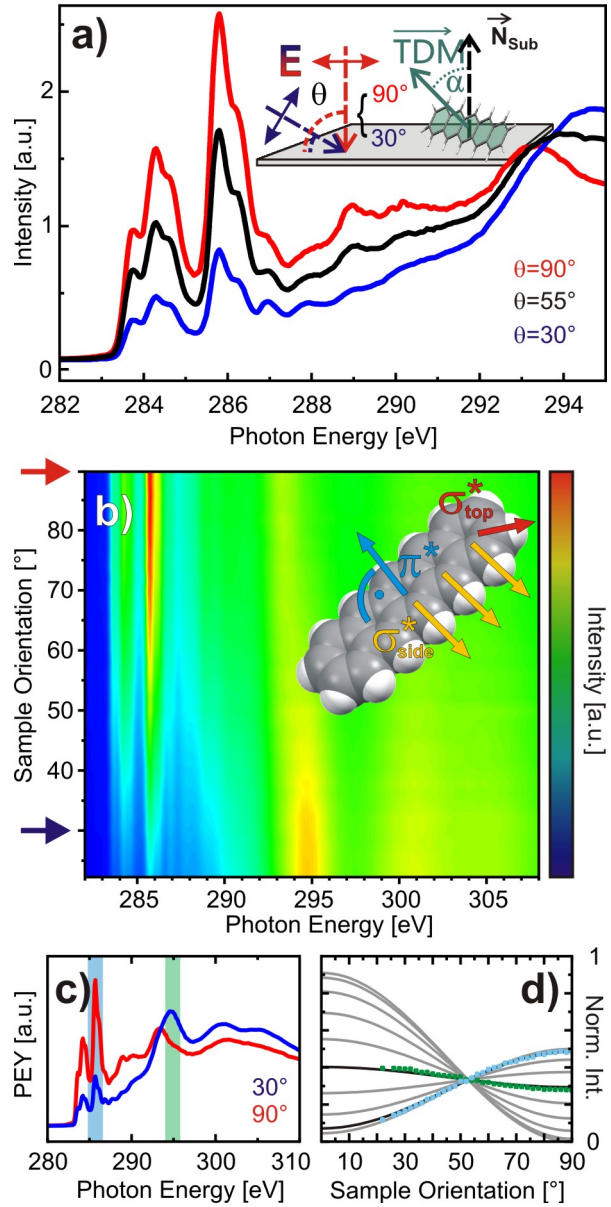 a)
E
θ
90°
30°
TDM
α
N Sub
2
1
0
Intensity [a.u.]
θ=90°
θ=55°
θ=30°
282 284 286 288 290 292 294
Photon Energy [eV]
b)
80
70
60
50
40
30
Sample Orientation [°]
σ*top
π*
σ*side
Intensity [a.u.]
285 290 295 300 305
Photon Energy [eV]
c)
PEY [a.u.]
30°
90°
280 290 300 310
Photon Energy [eV]
d)
1
0
Norm. Int.
10 30 50 70 90
Sample Orientation [°]